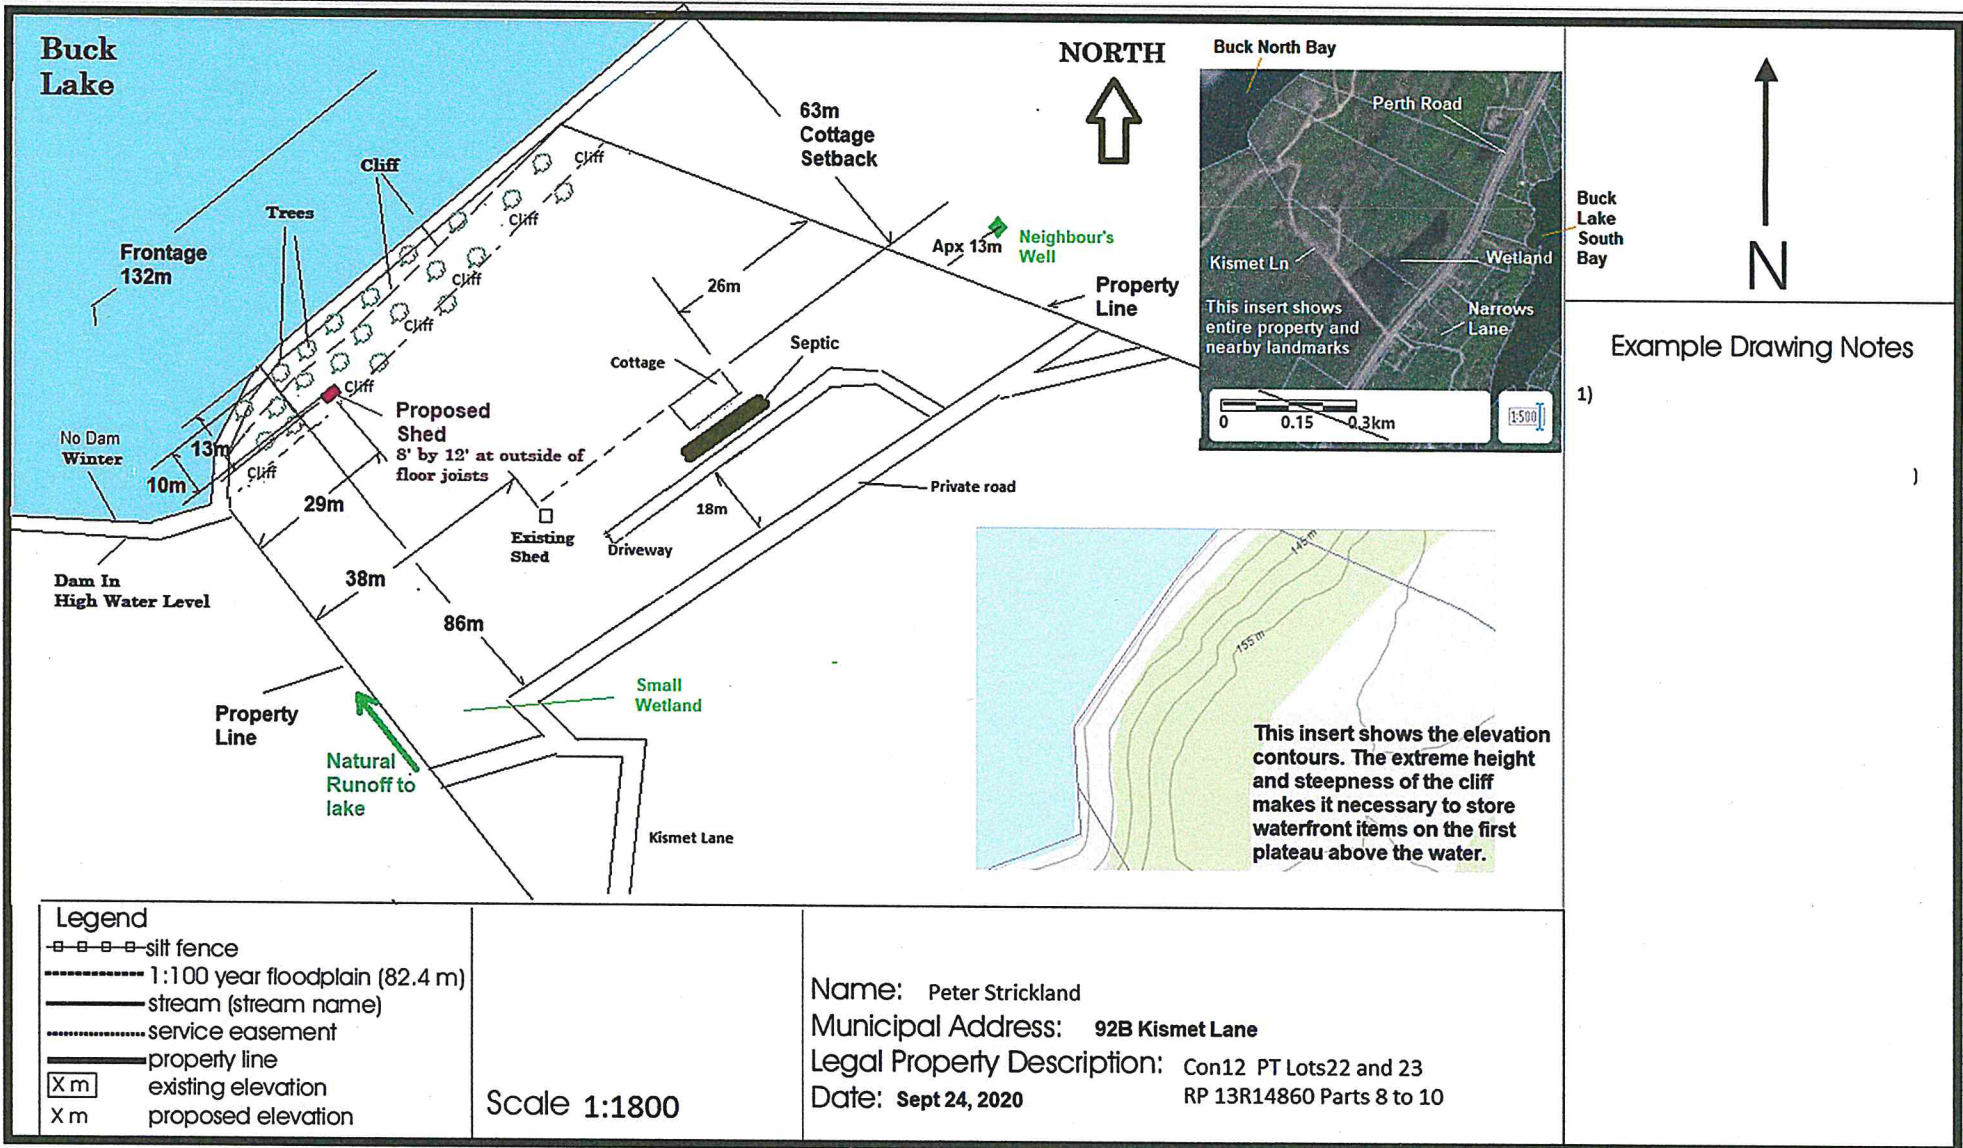 Buck
Lake
NORTH
Buck North Bay
Perth Road
Buck
Lake
South
Bay
Wetland
Kismet Ln
Narrows
Lane
This insert shows
entire property and
nearby landmarks
0 0.15 0.3km
1:500
N
Example Drawing Notes
1)
)
63m
Cottage
Setback
Cliff
Cliff
Cliff
Cliff
Cliff
Cliff
Cliff
Trees
Frontage
132m
Apx 13m
Neighbour's
Well
Property
Line
26m
Cottage
Septic
Proposed
Shed
8' by 12' at outside of
floor joists
No Dam
Winter
13m
10m
29m
Existing
Shed
Driveway
18m
Private road
Dam In
High Water Level
38m
86m
Property
Line
Small
Wetland
Natural
Runoff to
lake
Kismet Lane
145 m
155 m
This insert shows the elevation
contours. The extreme height
and steepness of the cliff
makes it necessary to store
waterfront items on the first
plateau above the water.
Legend
silt fence
1:100 year floodplain (82.4 m)
stream (stream name)
service easement
property line
X m existing elevation
X m proposed elevation
Scale 1:1800
Name: Peter Strickland
Municipal Address: 92B Kismet Lane
Legal Property Description: Con12 PT Lots22 and 23
RP 13R14860 Parts 8 to 10
Date: Sept 24, 2020